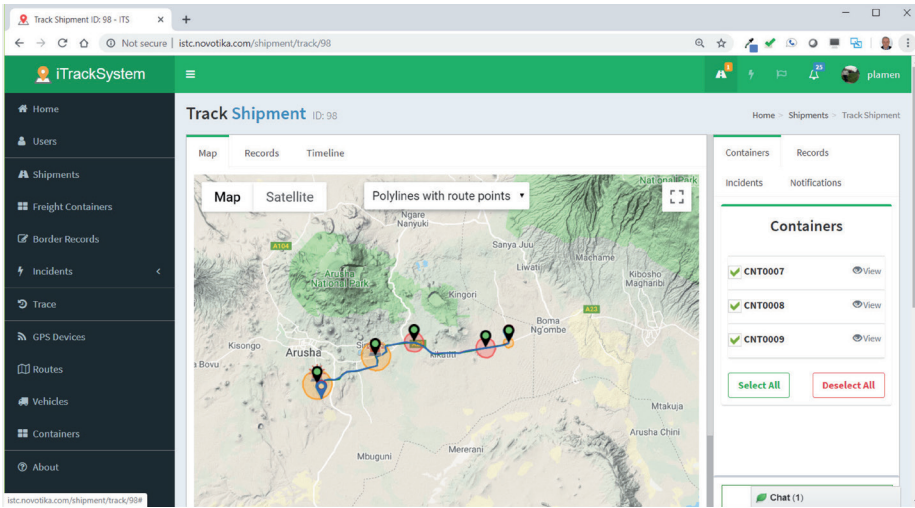 Track Shipment ID: 98 - ITS
Not secure | istc.novotika.com/shipment/track/98
iTrackSystem
1
25
plamen
Home
Users
Shipments
Freight Containers
Border Records
Incidents
Trace
GPS Devices
Routes
Vehicles
Containers
About
istc.novotika.com/shipment/track/98#
Track Shipment ID: 98
Home > Shipments > Track Shipment
Map Records Timeline
Map Satellite
Polylines with route points
National Park
Ngare
Nanyuki
A104
Sanya Juu
Machame
Arusha
National Park
Liwati
Kibosho
Magharibi
Kingori
A23
Boma
Ng'ombe
Kisongo
Arusha
Kikatiti
Mtakuja
Arusha Chini
Mbuguni
Mererani
Containers Records
Incidents Notifications
Containers
CNT0007 View
CNT0008 View
CNT0009 View
Select All Deselect All
Chat (1)